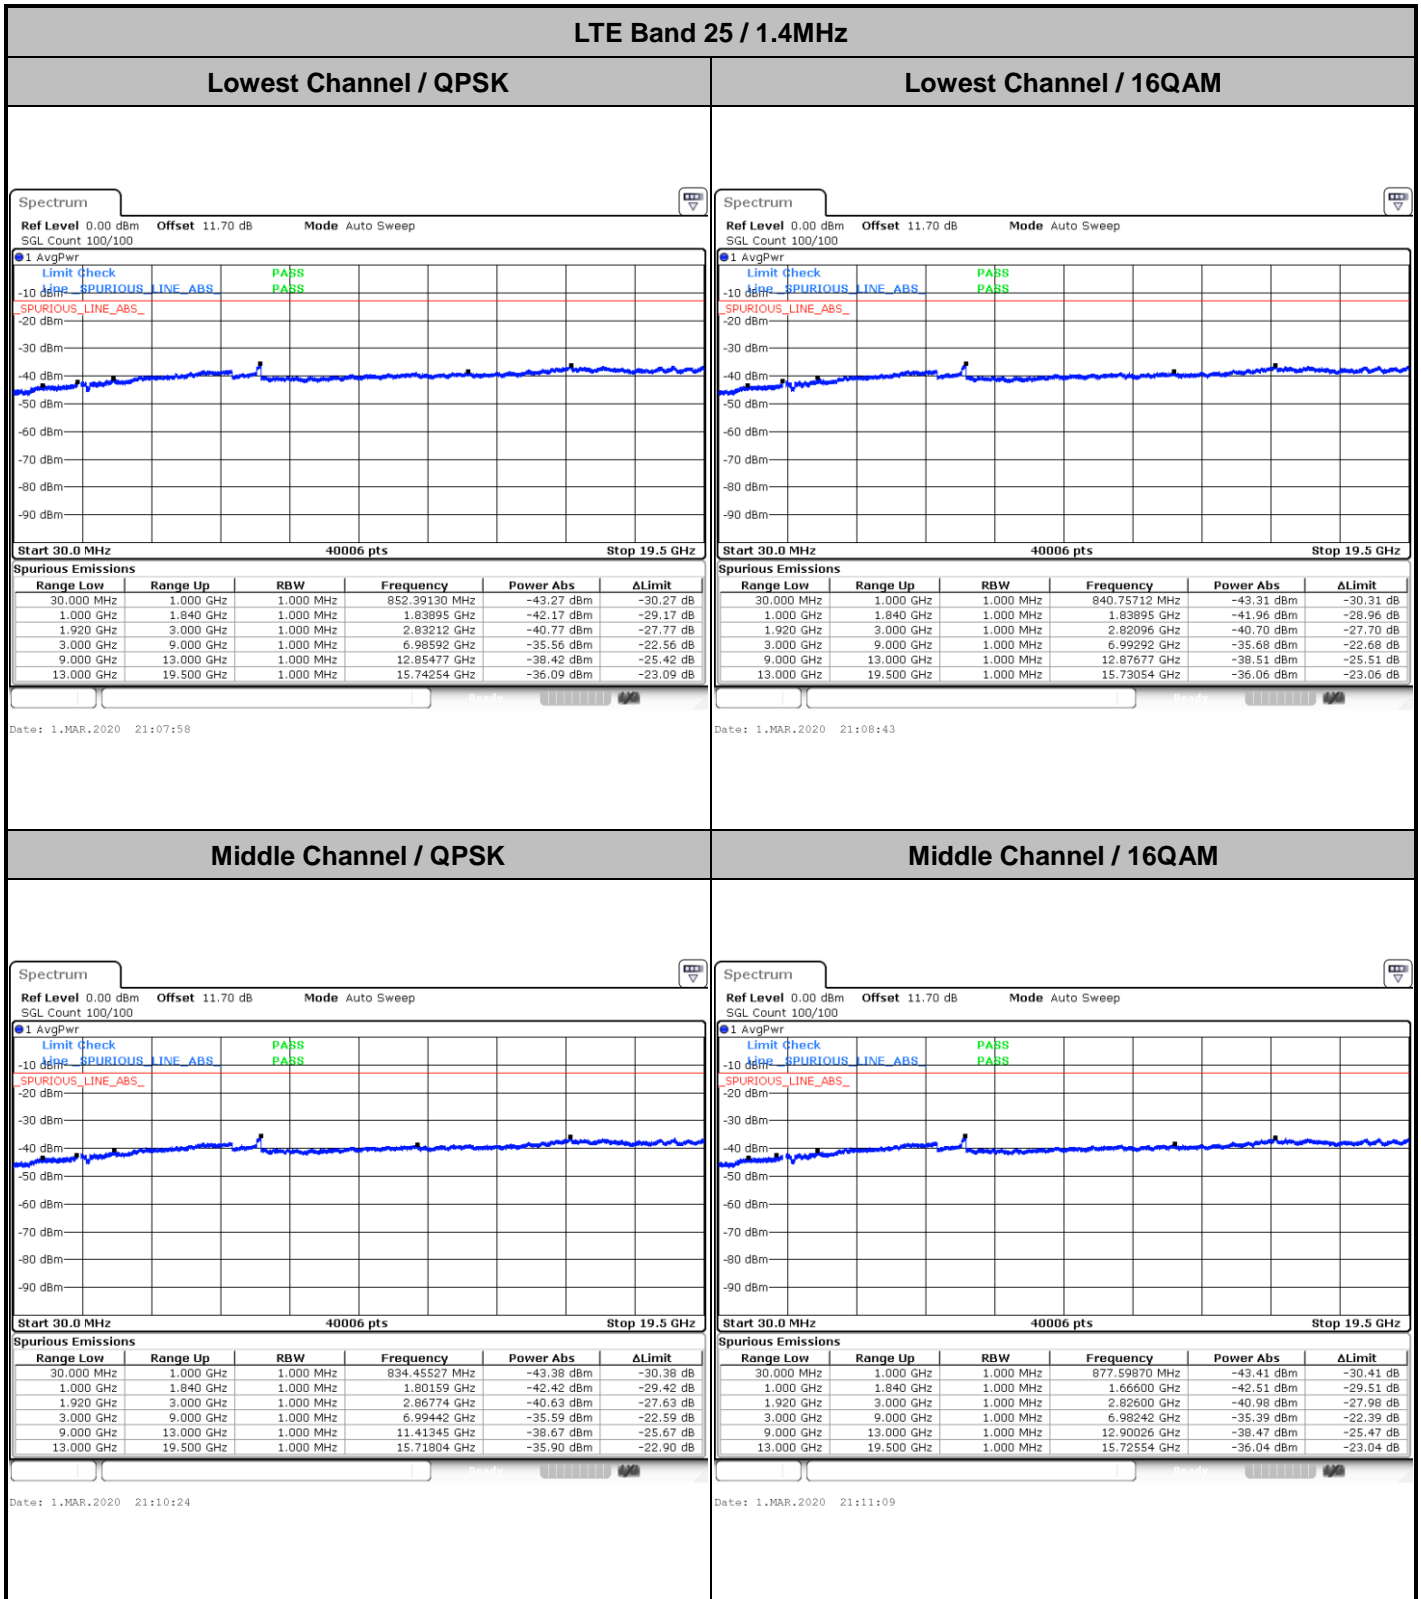 LTE Band 25 / 1.4MHz
Lowest Channel / QPSK
Lowest Channel / 16QAM
Spectrum
Ref Level 0.00 dBm Offset 11.70 dB Mode Auto Sweep
SGL Count 100/100
1 AvgPwr
Limit Check PASS
Line _SPURIOUS_LINE_ABS_ PASS
-10 dBm
_SPURIOUS_LINE_ABS_
-20 dBm
-30 dBm
-40 dBm
-50 dBm
-60 dBm
-70 dBm
-80 dBm
-90 dBm
Start 30.0 MHz 40006 pts Stop 19.5 GHz
Spurious Emissions
Range Low Range Up RBW Frequency Power Abs ΔLimit
30.000 MHz 1.000 GHz 1.000 MHz 852.39130 MHz -43.27 dBm -30.27 dB
1.000 GHz 1.840 GHz 1.000 MHz 1.83895 GHz -42.17 dBm -29.17 dB
1.920 GHz 3.000 GHz 1.000 MHz 2.83212 GHz -40.77 dBm -27.77 dB
3.000 GHz 9.000 GHz 1.000 MHz 6.98592 GHz -35.56 dBm -22.56 dB
9.000 GHz 13.000 GHz 1.000 MHz 12.85477 GHz -38.42 dBm -25.42 dB
13.000 GHz 19.500 GHz 1.000 MHz 15.74254 GHz -36.09 dBm -23.09 dB
Ready
Date: 1.MAR.2020 21:07:58
Spectrum
Ref Level 0.00 dBm Offset 11.70 dB Mode Auto Sweep
SGL Count 100/100
1 AvgPwr
Limit Check PASS
Line _SPURIOUS_LINE_ABS_ PASS
-10 dBm
_SPURIOUS_LINE_ABS_
-20 dBm
-30 dBm
-40 dBm
-50 dBm
-60 dBm
-70 dBm
-80 dBm
-90 dBm
Start 30.0 MHz 40006 pts Stop 19.5 GHz
Spurious Emissions
Range Low Range Up RBW Frequency Power Abs ΔLimit
30.000 MHz 1.000 GHz 1.000 MHz 840.75712 MHz -43.31 dBm -30.31 dB
1.000 GHz 1.840 GHz 1.000 MHz 1.83895 GHz -41.96 dBm -28.96 dB
1.920 GHz 3.000 GHz 1.000 MHz 2.82096 GHz -40.70 dBm -27.70 dB
3.000 GHz 9.000 GHz 1.000 MHz 6.99292 GHz -35.68 dBm -22.68 dB
9.000 GHz 13.000 GHz 1.000 MHz 12.87677 GHz -38.51 dBm -25.51 dB
13.000 GHz 19.500 GHz 1.000 MHz 15.73054 GHz -36.06 dBm -23.06 dB
Ready
Date: 1.MAR.2020 21:08:43
Middle Channel / QPSK
Middle Channel / 16QAM
Spectrum
Ref Level 0.00 dBm Offset 11.70 dB Mode Auto Sweep
SGL Count 100/100
1 AvgPwr
Limit Check PASS
Line _SPURIOUS_LINE_ABS_ PASS
-10 dBm
_SPURIOUS_LINE_ABS_
-20 dBm
-30 dBm
-40 dBm
-50 dBm
-60 dBm
-70 dBm
-80 dBm
-90 dBm
Start 30.0 MHz 40006 pts Stop 19.5 GHz
Spurious Emissions
Range Low Range Up RBW Frequency Power Abs ΔLimit
30.000 MHz 1.000 GHz 1.000 MHz 834.45527 MHz -43.38 dBm -30.38 dB
1.000 GHz 1.840 GHz 1.000 MHz 1.80159 GHz -42.42 dBm -29.42 dB
1.920 GHz 3.000 GHz 1.000 MHz 2.86774 GHz -40.63 dBm -27.63 dB
3.000 GHz 9.000 GHz 1.000 MHz 6.99442 GHz -35.59 dBm -22.59 dB
9.000 GHz 13.000 GHz 1.000 MHz 11.41345 GHz -38.67 dBm -25.67 dB
13.000 GHz 19.500 GHz 1.000 MHz 15.71804 GHz -35.90 dBm -22.90 dB
Ready
Date: 1.MAR.2020 21:10:24
Spectrum
Ref Level 0.00 dBm Offset 11.70 dB Mode Auto Sweep
SGL Count 100/100
1 AvgPwr
Limit Check PASS
Line _SPURIOUS_LINE_ABS_ PASS
-10 dBm
_SPURIOUS_LINE_ABS_
-20 dBm
-30 dBm
-40 dBm
-50 dBm
-60 dBm
-70 dBm
-80 dBm
-90 dBm
Start 30.0 MHz 40006 pts Stop 19.5 GHz
Spurious Emissions
Range Low Range Up RBW Frequency Power Abs ΔLimit
30.000 MHz 1.000 GHz 1.000 MHz 877.59870 MHz -43.41 dBm -30.41 dB
1.000 GHz 1.840 GHz 1.000 MHz 1.66600 GHz -42.51 dBm -29.51 dB
1.920 GHz 3.000 GHz 1.000 MHz 2.82600 GHz -40.98 dBm -27.98 dB
3.000 GHz 9.000 GHz 1.000 MHz 6.98242 GHz -35.39 dBm -22.39 dB
9.000 GHz 13.000 GHz 1.000 MHz 12.90026 GHz -38.47 dBm -25.47 dB
13.000 GHz 19.500 GHz 1.000 MHz 15.72554 GHz -36.04 dBm -23.04 dB
Ready
Date: 1.MAR.2020 21:11:09